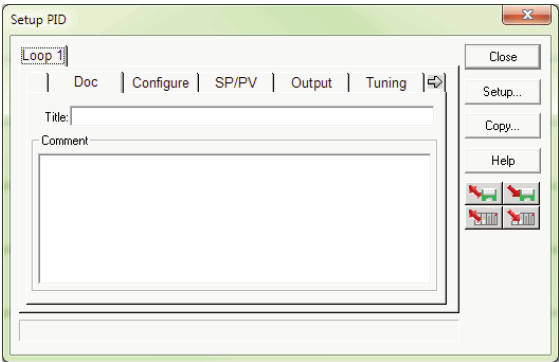 Setup PID
Loop 1
Close
Doc Configure SP/PV Output Tuning
Setup...
Title:
Copy...
Comment
Help